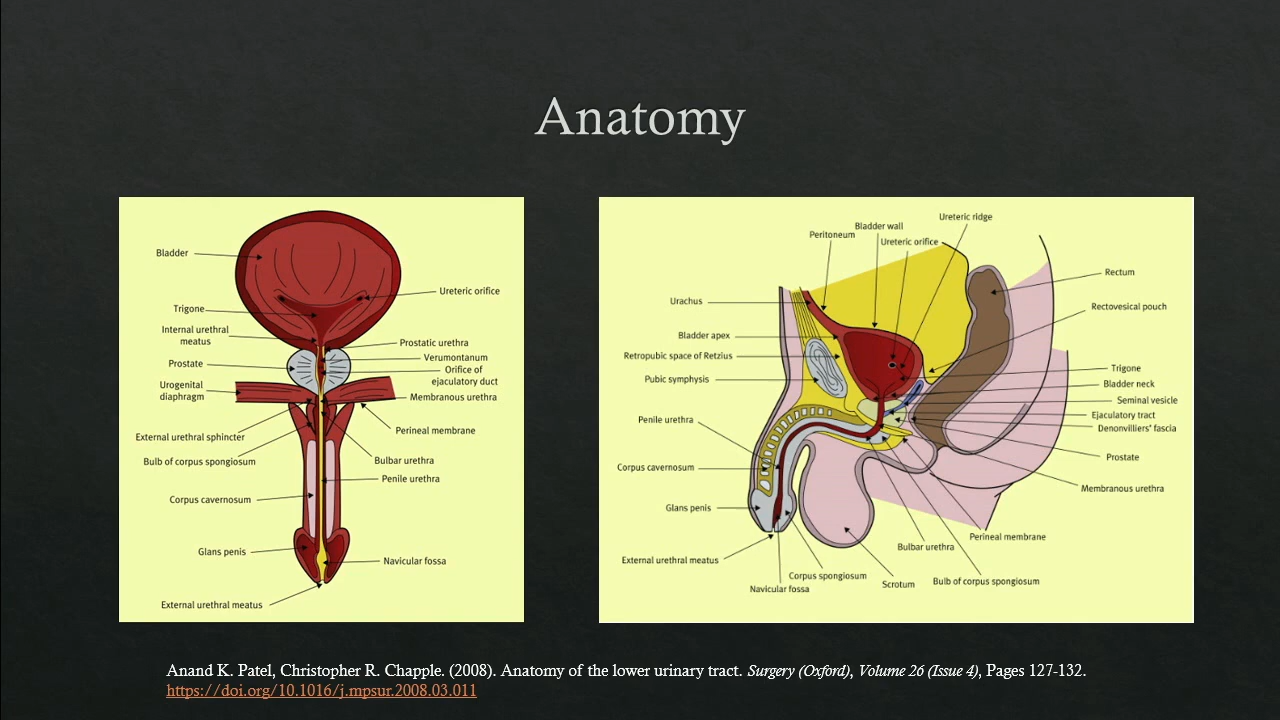 Anatomy
Bladder
Ureteric orifice
Trigone
Internal urethral
meatus
Prostatic urethra
Verumontanum
Prostate
Orifice of
ejaculatory duct
Urogenital
diaphragm
Membranous urethra
External urethral sphincter
Perineal membrane
Bulb of corpus spongiosum
Bulbar urethra
Penile urethra
Corpus cavernosum
Glans penis
Navicular fossa
External urethral meatus
Ureteric ridge
Bladder wall
Peritoneum
Ureteric orifice
Rectum
Urachus
Rectovesical pouch
Bladder apex
Retropubic space of Retzius
Trigone
Pubic symphysis
Bladder neck
Seminal vesicle
Ejaculatory tract
Penile urethra
Denonvilliers' fascia
Prostate
Corpus cavernosum
Membranous urethra
Glans penis
Perineal membrane
Bulbar urethra
External urethral meatus
Corpus spongiosum
Scrotum
Bulb of corpus spongiosum
Navicular fossa
Anand K. Patel, Christopher R. Chapple. (2008). Anatomy of the lower urinary tract. Surgery (Oxford), Volume 26 (Issue 4), Pages 127-132.
https://doi.org/10.1016/j.mpsur.2008.03.011